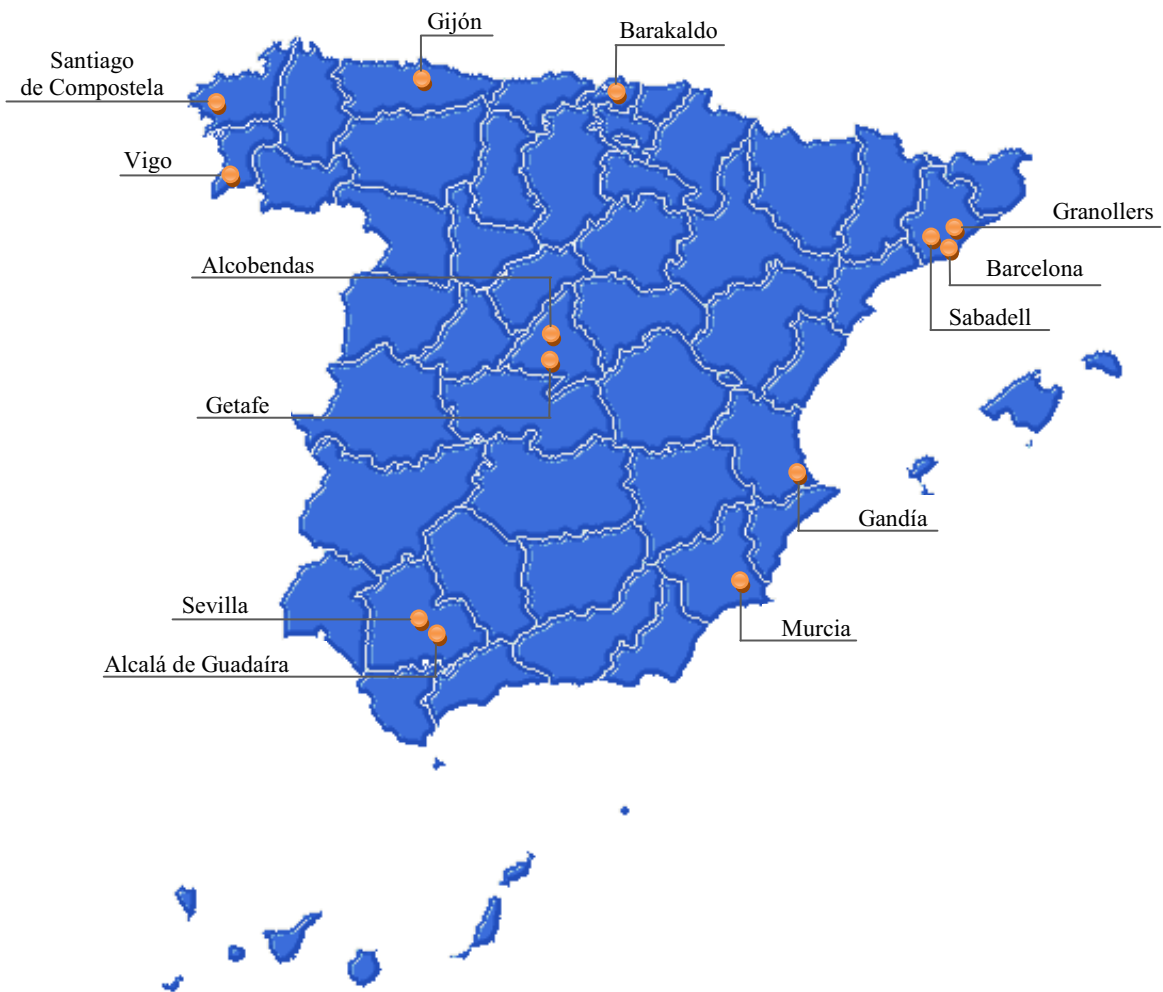 Gijón
Barakaldo
Santiago
de Compostela
Vigo
Granollers
Alcobendas
Barcelona
Sabadell
Getafe
Gandía
Sevilla
Murcia
Alcalá de Guadaíra